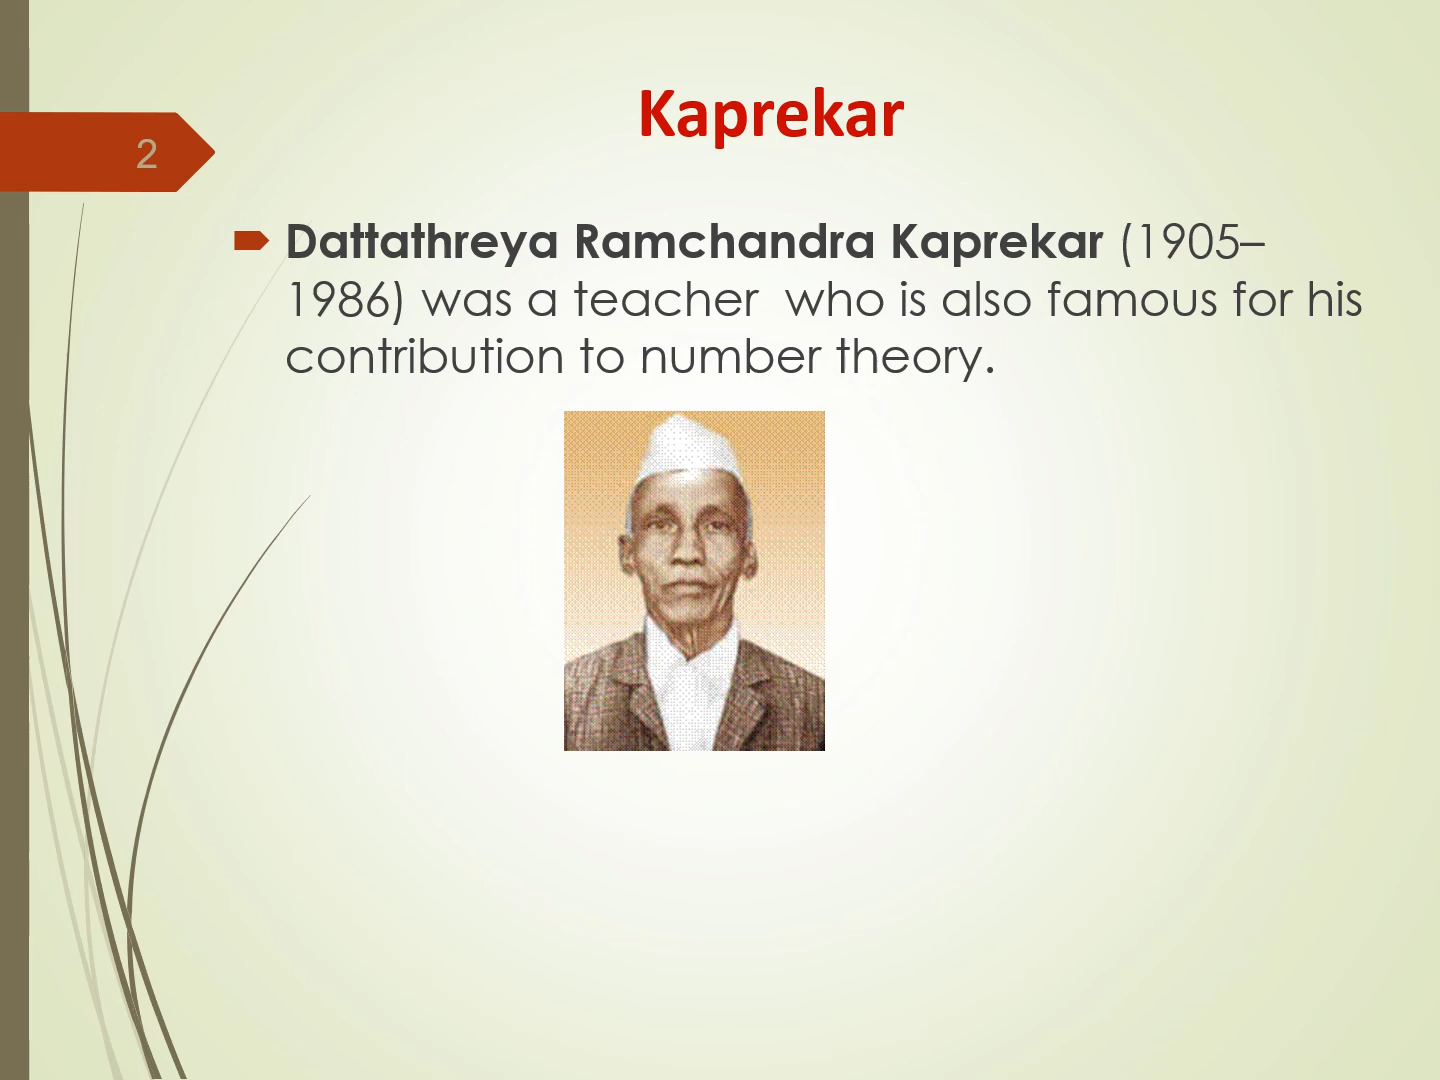 Kaprekar
2
Dattathreya Ramchandra Kaprekar (1905–
1986) was a teacher  who is also famous for his
contribution to number theory.